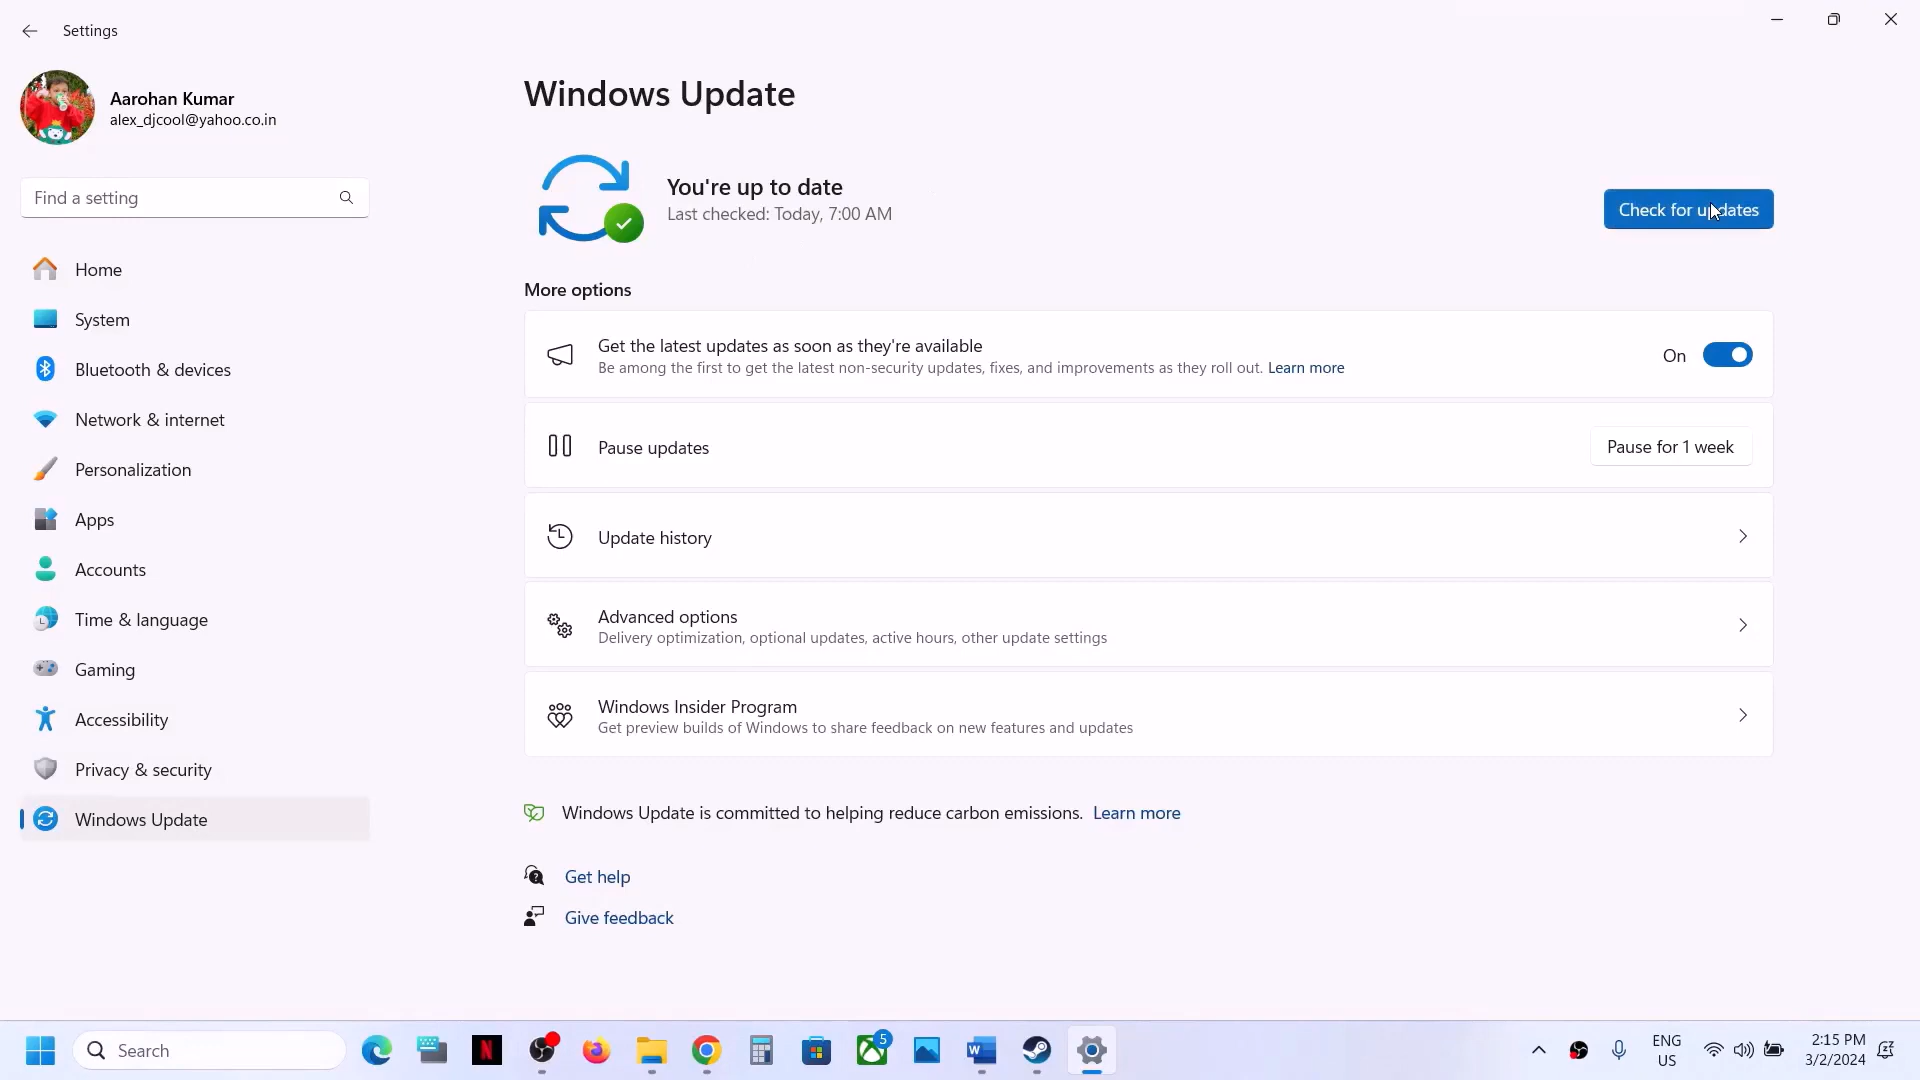 Settings
Aarohan Kumar
alex_djcool@yahoo.co.in
Find a setting
Home
System
Bluetooth & devices
Network & internet
Personalization
Apps
Accounts
Time & language
Gaming
Accessibility
Privacy & security
Windows Update
Windows Update
You're up to date
Last checked: Today, 7:00 AM
Check for updates
More options
Get the latest updates as soon as they're available
Be among the first to get the latest non-security updates, fixes, and improvements as they roll out. Learn more
On
Pause updates
Pause for 1 week
Update history
Advanced options
Delivery optimization, optional updates, active hours, other update settings
Windows Insider Program
Get preview builds of Windows to share feedback on new features and updates
Windows Update is committed to helping reduce carbon emissions. Learn more
Get help
Give feedback
Search
N
5
W
ENG
US
2:15 PM
3/2/2024